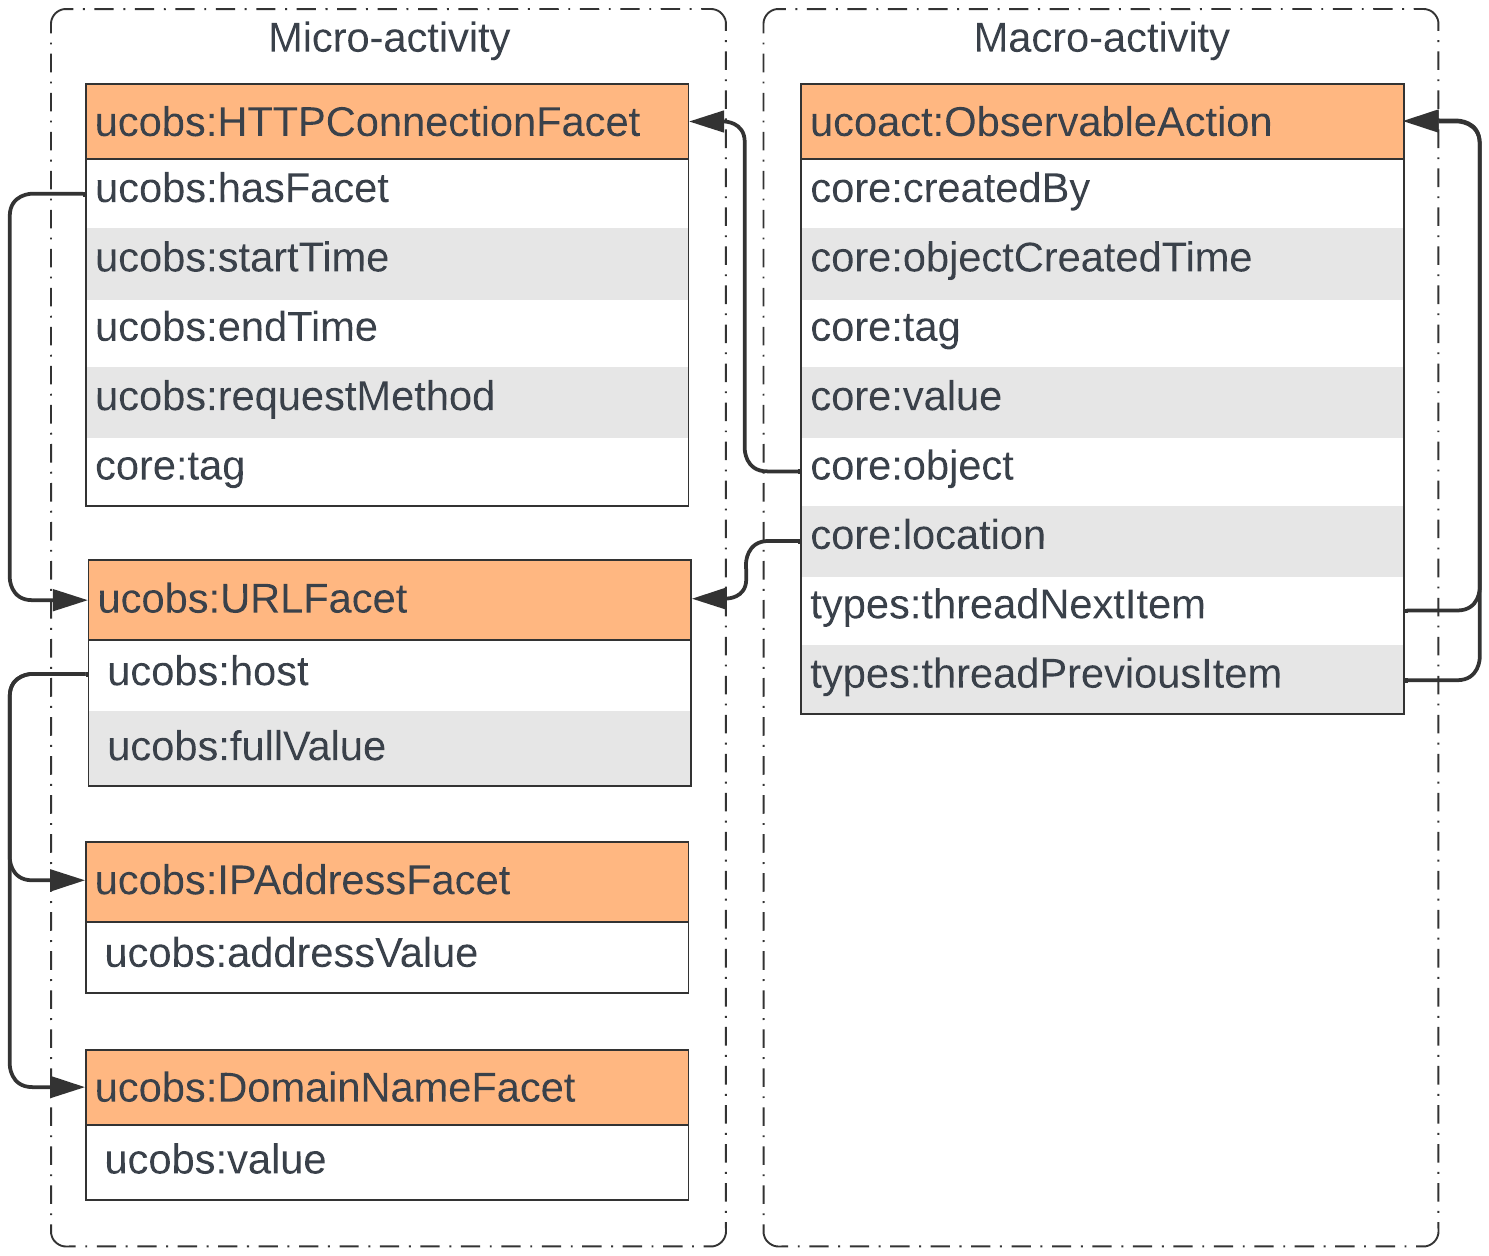 Micro-activity
ucobs:HTTPConnectionFacet
ucobs:hasFacet
ucobs:startTime
ucobs:endTime
ucobs:requestMethod
core:tag
ucobs:URLFacet
ucobs:host
ucobs:fullValue
ucobs:IPAddressFacet
ucobs:addressValue
ucobs:DomainNameFacet
ucobs:value
Macro-activity
ucoact:ObservableAction
core:createdBy
core:objectCreatedTime
core:tag
core:value
core:object
core:location
types:threadNextItem
types:threadPreviousItem